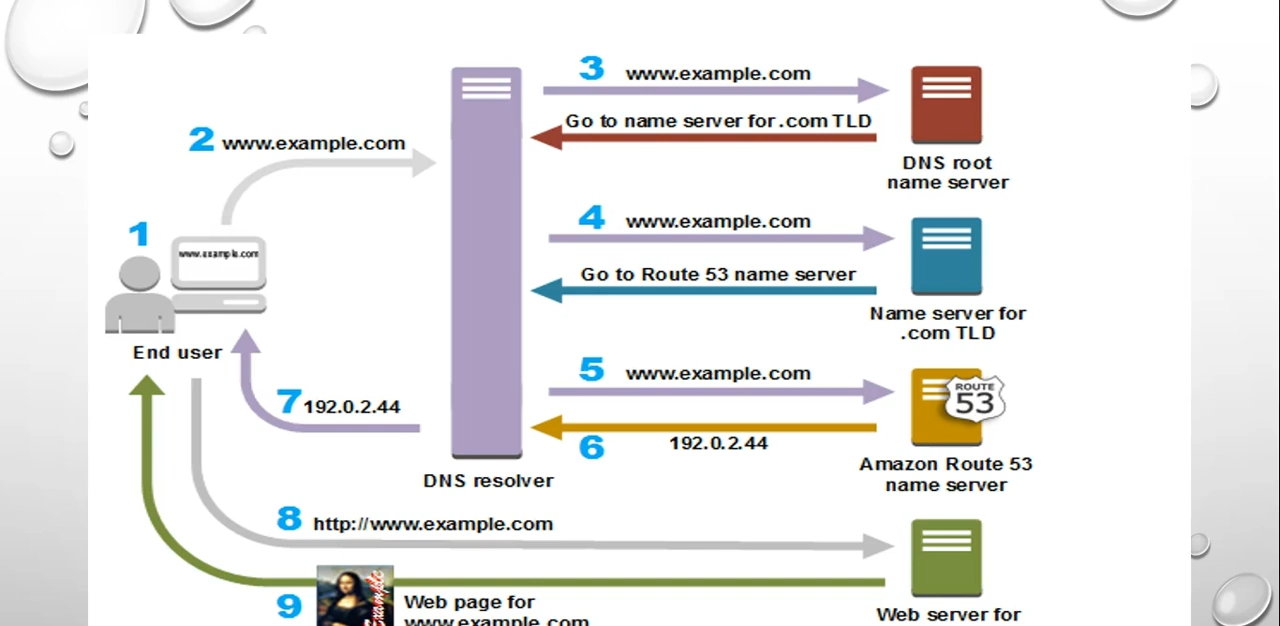 3 www.example.com
Go to name server for .com TLD
DNS root
name server
2 www.example.com
1
www.example.com
End user
4 www.example.com
Go to Route 53 name server
Name server for
.com TLD
5 www.example.com
ROUTE
53
6 192.0.2.44
Amazon Route 53
name server
7 192.0.2.44
DNS resolver
8 http://www.example.com
9
Example
Web page for
www.example.com
Web server for